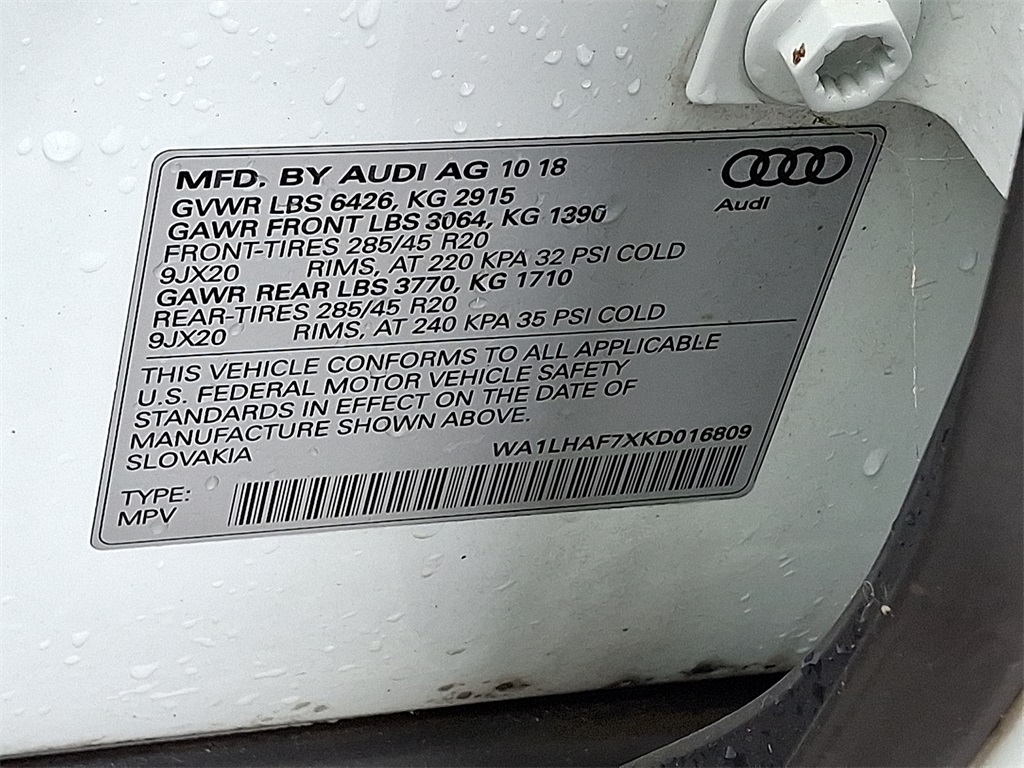 MFD. BY AUDI AG 10 18
Audi
GVWR LBS 6426, KG 2915
GAWR FRONT LBS 3064, KG 1390
FRONT-TIRES 285/45 R20
9JX20 RIMS, AT 220 KPA 32 PSI COLD
GAWR REAR LBS 3770, KG 1710
REAR-TIRES 285/45 R20
9JX20 RIMS, AT 240 KPA 35 PSI COLD
THIS VEHICLE CONFORMS TO ALL APPLICABLE
U.S. FEDERAL MOTOR VEHICLE SAFETY
STANDARDS IN EFFECT ON THE DATE OF
MANUFACTURE SHOWN ABOVE.
SLOVAKIA WA1LHAF7XKD016809
TYPE:
MPV